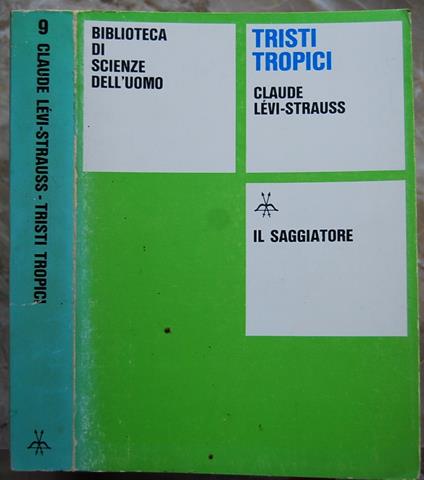 9 CLAUDE LÉVI-STRAUSS - TRISTI TROPICI
BIBLIOTECA
DI
SCIENZE
DELL'UOMO
TRISTI
TROPICI
CLAUDE
LÉVI-STRAUSS
IL SAGGIATORE